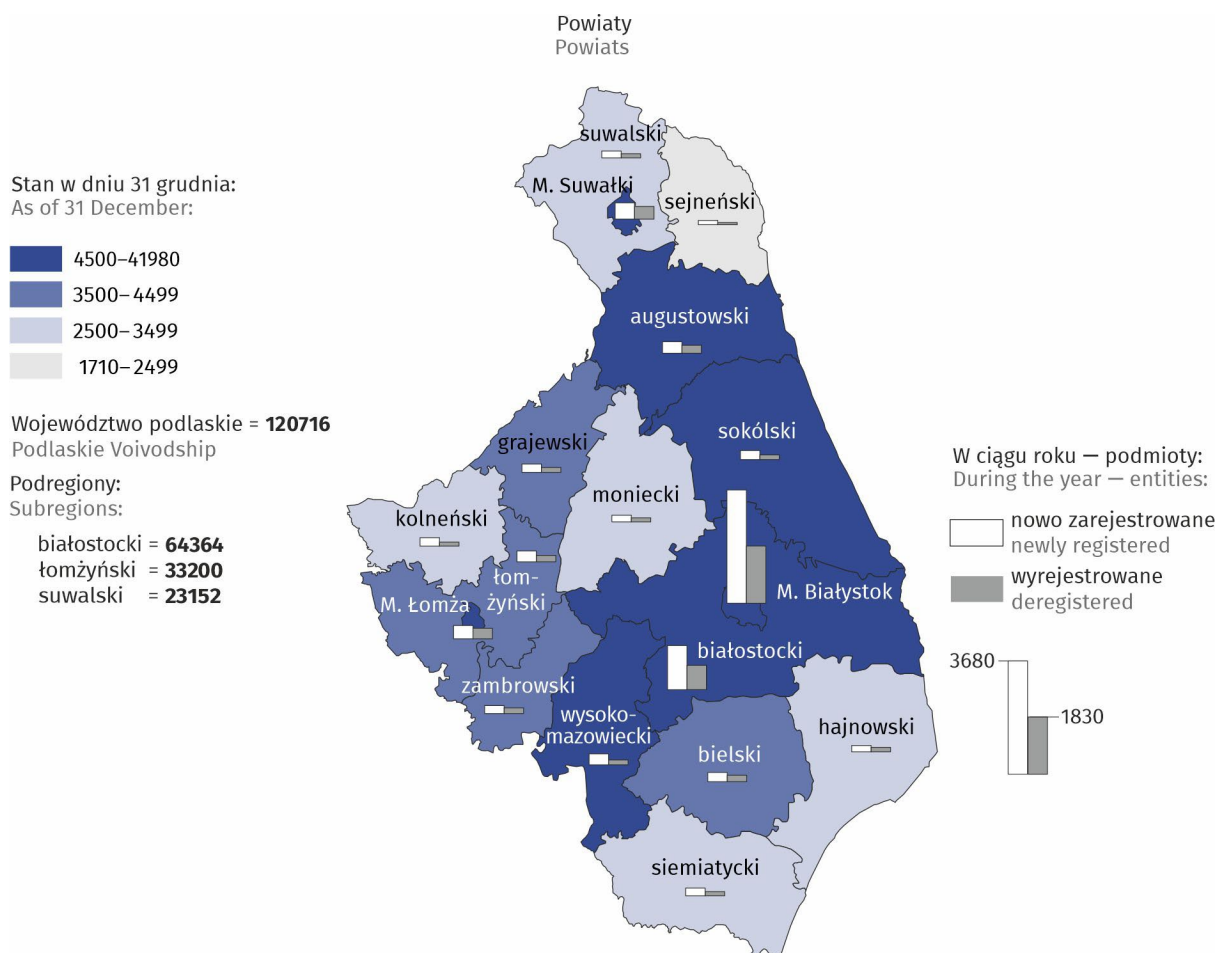 Powiaty
Powiats
Stan w dniu 31 grudnia:
As of 31 December:
4500–41980
3500–4499
2500–3499
1710–2499
Województwo podlaskie = 120716
Podlaskie Voivodship
Podregiony:
Subregions:
białostocki = 64364
łomżyński = 33200
suwalski = 23152
suwalski
M. Suwałki
sejneński
augustowski
grajewski
sokólski
moniecki
kolneński
łom-
żyński
M. Łomża
M. Białystok
białostocki
zambrowski
wysoko-
mazowiecki
bielski
hajnowski
siemiatycki
W ciągu roku — podmioty:
During the year — entities:
nowo zarejestrowane
newly registered
wyrejestrowane
deregistered
3680
1830